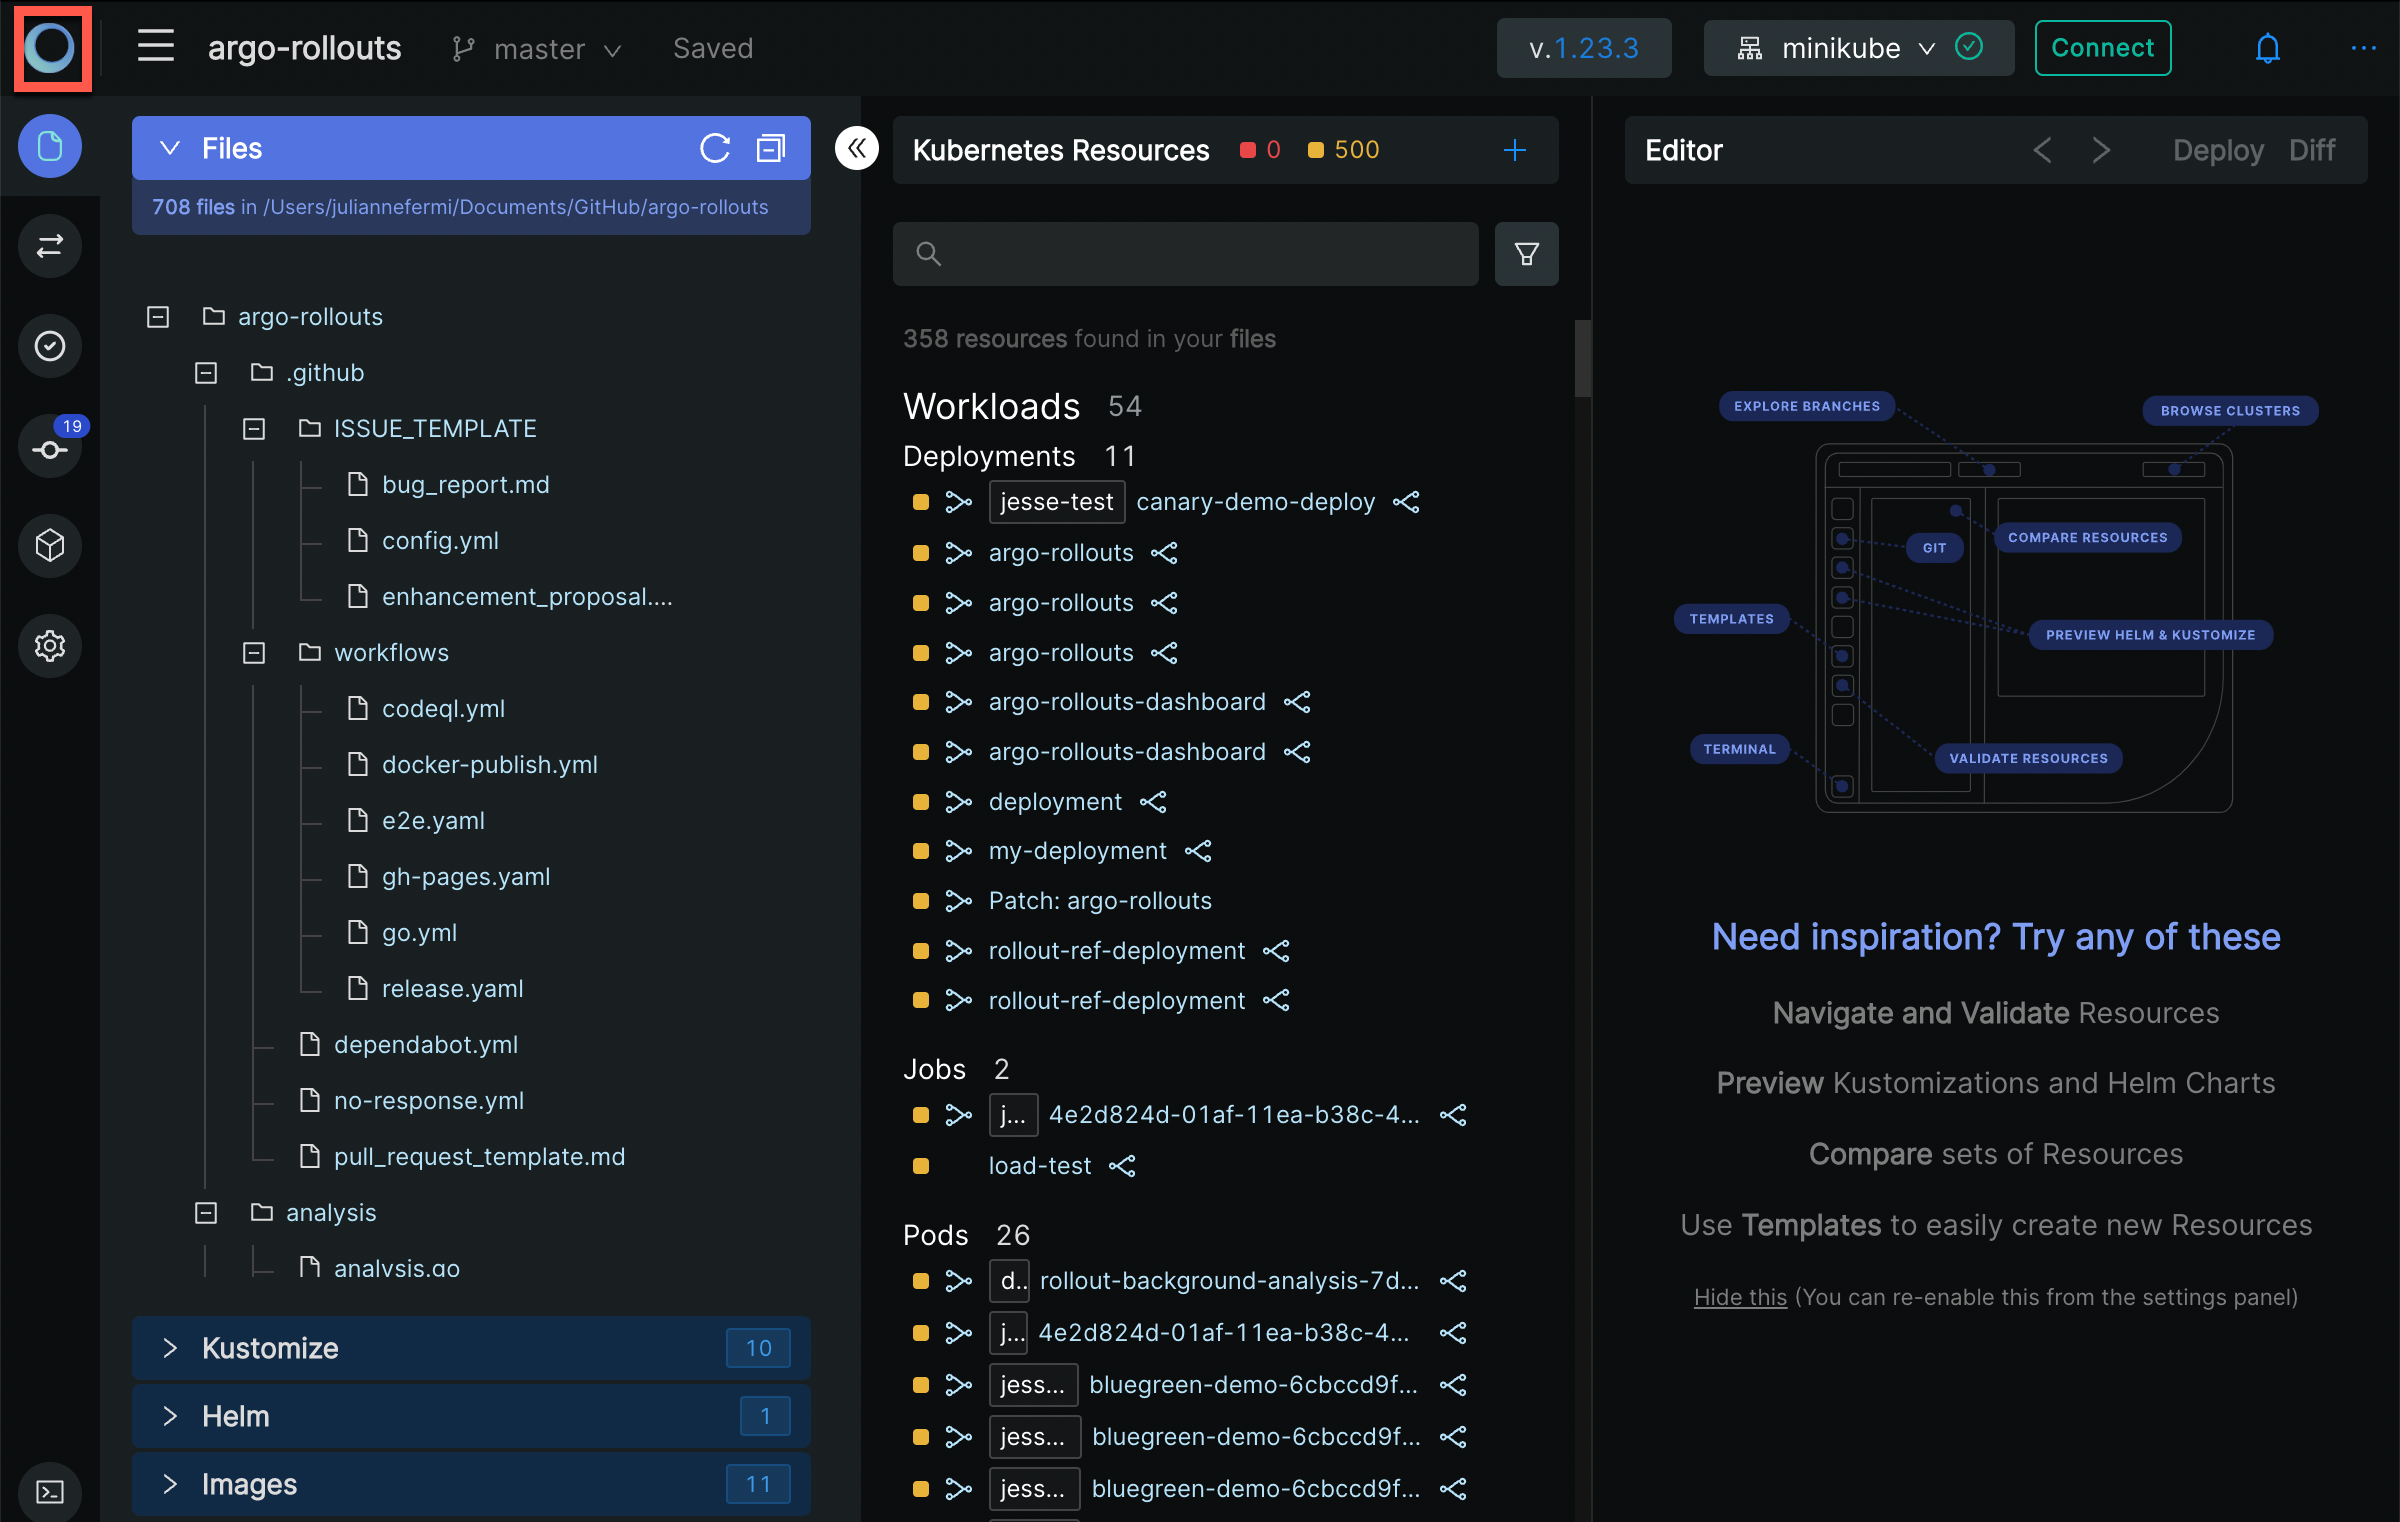 argo-rollouts
master
Saved
v.1.23.3
minikube
Connect
Files
708 files in /Users/juliannefermi/Documents/GitHub/argo-rollouts
19
argo-rollouts
.github
ISSUE_TEMPLATE
bug_report.md
config.yml
enhancement_proposal....
workflows
codeql.yml
docker-publish.yml
e2e.yaml
gh-pages.yaml
go.yml
release.yaml
dependabot.yml
no-response.yml
pull_request_template.md
analysis
analysis.go
Kustomize 10
Helm 1
Images 11
Kubernetes Resources 0 500
358 resources found in your files
Workloads 54
Deployments 11
jesse-test canary-demo-deploy
argo-rollouts
argo-rollouts
argo-rollouts
argo-rollouts-dashboard
argo-rollouts-dashboard
deployment
my-deployment
Patch: argo-rollouts
rollout-ref-deployment
rollout-ref-deployment
Jobs 2
j... 4e2d824d-01af-11ea-b38c-4...
load-test
Pods 26
d.. rollout-background-analysis-7d...
j... 4e2d824d-01af-11ea-b38c-4...
jess... bluegreen-demo-6cbccd9f...
jess... bluegreen-demo-6cbccd9f...
jess... bluegreen-demo-6cbccd9f...
Editor
Deploy
Diff
EXPLORE BRANCHES
BROWSE CLUSTERS
COMPARE RESOURCES
GIT
TEMPLATES
PREVIEW HELM & KUSTOMIZE
TERMINAL
VALIDATE RESOURCES
Need inspiration? Try any of these
Navigate and Validate Resources
Preview Kustomizations and Helm Charts
Compare sets of Resources
Use Templates to easily create new Resources
Hide this (You can re-enable this from the settings panel)